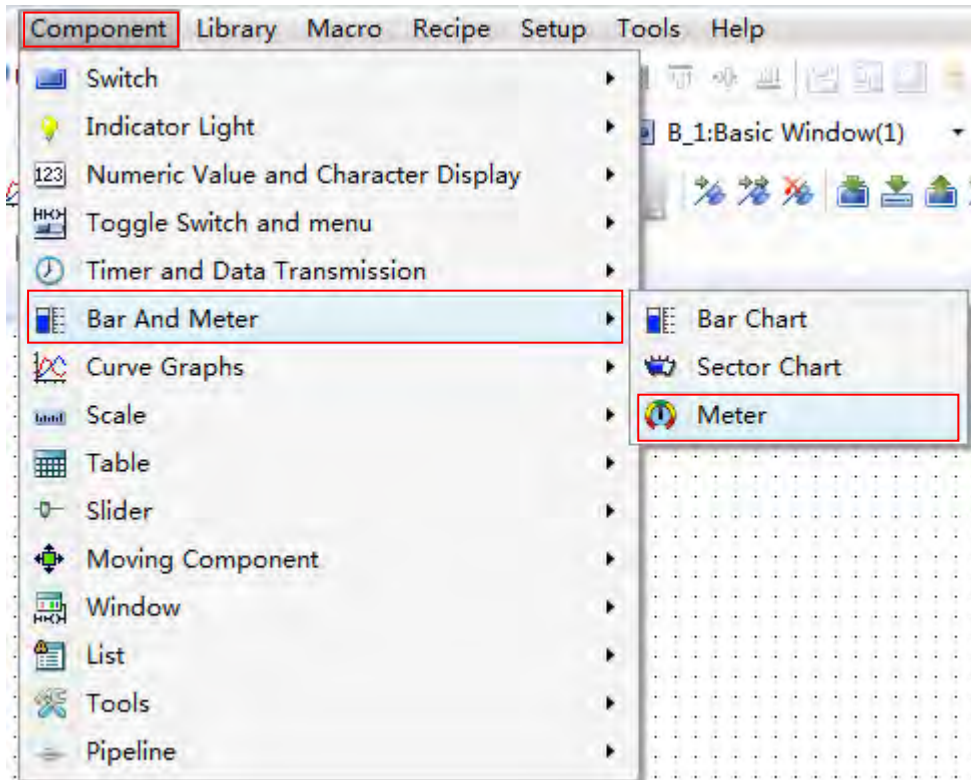 Component Library Macro Recipe Setup Tools Help
Switch
Indicator Light
B_1:Basic Window(1)
123 Numeric Value and Character Display
Toggle Switch and menu
Timer and Data Transmission
Bar And Meter
Bar Chart
Curve Graphs
Sector Chart
Scale
Meter
Table
Slider
Moving Component
Window
List
Tools
Pipeline